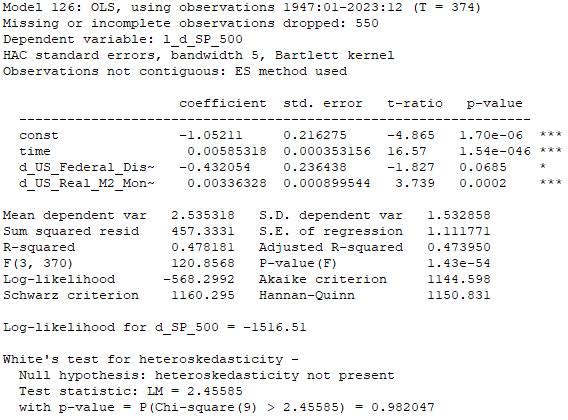 Model 126: OLS, using observations 1947:01-2023:12 (T = 374)
Missing or incomplete observations dropped: 550
Dependent variable: l_d_SP_500
HAC standard errors, bandwidth 5, Bartlett kernel
Observations not contiguous: ES method used
coefficient std. error t-ratio p-value
const -1.05211 0.216275 -4.865 1.70e-06 ***
time 0.00585318 0.000353156 16.57 1.54e-046 ***
d_US_Federal_Dis~ -0.432054 0.236438 -1.827 0.0685 *
d_US_Real_M2_Mon~ 0.00336328 0.000899544 3.739 0.0002 ***
Mean dependent var 2.535318 S.D. dependent var 1.532858
Sum squared resid 457.3331 S.E. of regression 1.111771
R-squared 0.478181 Adjusted R-squared 0.473950
F(3, 370) 120.8568 P-value(F) 1.43e-54
Log-likelihood -568.2992 Akaike criterion 1144.598
Schwarz criterion 1160.295 Hannan-Quinn 1150.831
Log-likelihood for d_SP_500 = -1516.51
White's test for heteroskedasticity -
Null hypothesis: heteroskedasticity not present
Test statistic: LM = 2.45585
with p-value = P(Chi-square(9) > 2.45585) = 0.982047